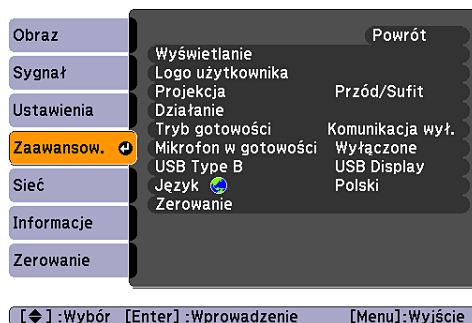 Obraz
Sygnał
Ustawienia
Zaawansow.
Sieć
Informacje
Zerowanie
Powrót
Wyświetlanie
Logo użytkownika
Projekcja Przód/Sufit
Działanie
Tryb gotowości Komunikacja wył.
Mikrofon w gotowości Wyłączone
USB Type B USB Display
Język Polski
Zerowanie
[◆] :Wybór [Enter] :Wprowadzenie [Menu]:Wyjście